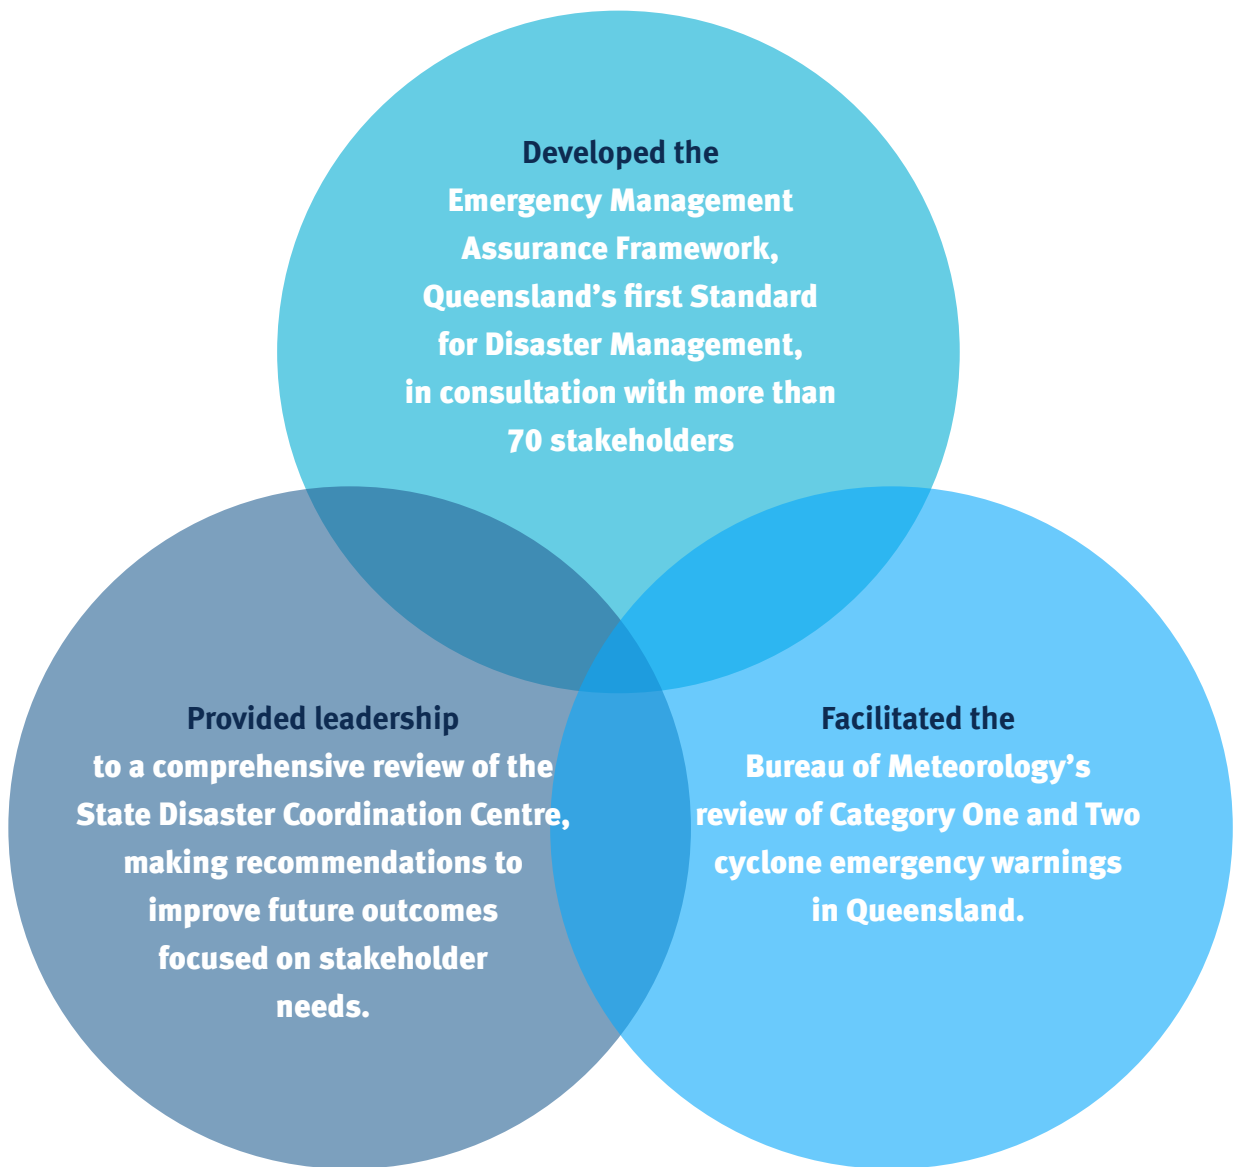 Developed the
Emergency Management
Assurance Framework,
Queensland’s first Standard
for Disaster Management,
in consultation with more than
70 stakeholders
Provided leadership
to a comprehensive review of the
State Disaster Coordination Centre,
making recommendations to
improve future outcomes
focused on stakeholder
needs.
Facilitated the
Bureau of Meteorology’s
review of Category One and Two
cyclone emergency warnings
in Queensland.